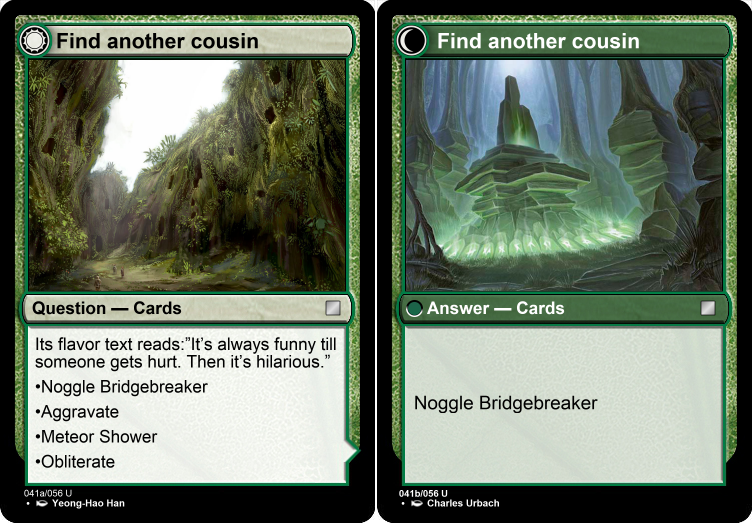 Find another cousin
Question — Cards
Its flavor text reads:”It’s always funny till
someone gets hurt. Then it’s hilarious.”
•Noggle Bridgebreaker
•Aggravate
•Meteor Shower
•Obliterate
041a/056 U
• Yeong-Hao Han
Find another cousin
Answer — Cards
Noggle Bridgebreaker
041b/056 U
• Charles Urbach